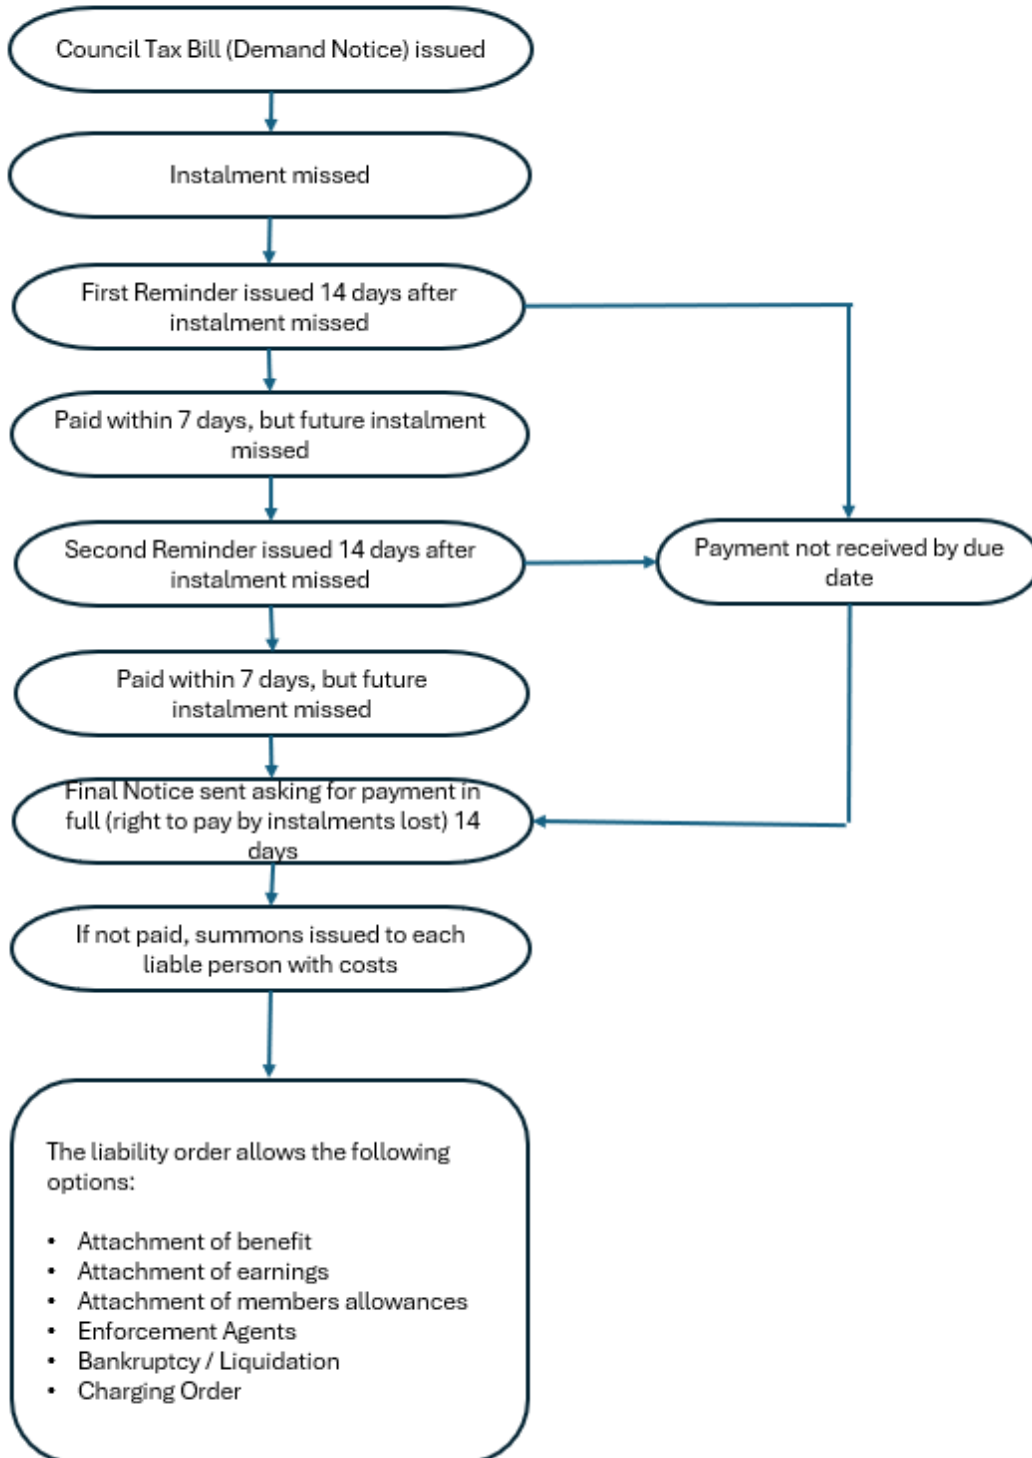 Council Tax Bill (Demand Notice) issued
Instalment missed
First Reminder issued 14 days after
instalment missed
Paid within 7 days, but future instalment
missed
Second Reminder issued 14 days after
instalment missed
Payment not received by due
date
Paid within 7 days, but future
instalment missed
Final Notice sent asking for payment in
full (right to pay by instalments lost) 14
days
If not paid, summons issued to each
liable person with costs
The liability order allows the following
options:
• Attachment of benefit
• Attachment of earnings
• Attachment of members allowances
• Enforcement Agents
• Bankruptcy / Liquidation
• Charging Order